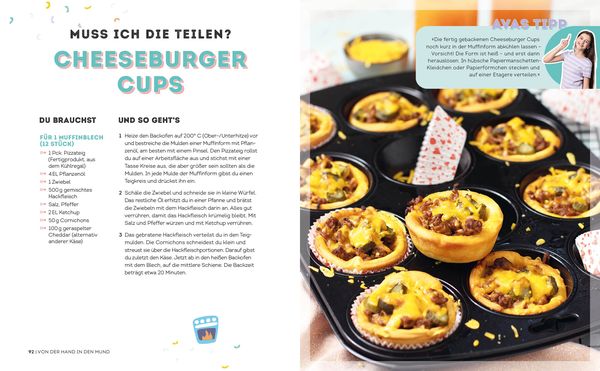 MUSS ICH DIE TEILEN?
CHEESEBURGER
CUPS
DU BRAUCHST
FÜR 1 MUFFINBLECH
(12 STÜCK)
1 Pck. Pizzateig
(Fertigprodukt, aus
dem Kühlregal)
4 EL Pflanzenöl
1 Zwiebel
500 g gemischtes
Hackfleisch
Salz, Pfeffer
2 EL Ketchup
50 g Cornichons
100 g geraspelter
Cheddar (alternativ
anderer Käse)
UND SO GEHT'S
1 Heize den Backofen auf 200° C (Ober-/Unterhitze) vor
und bestreiche die Mulden einer Muffinform mit Pflan-
zenöl, am besten mit einem Pinsel. Den Pizzateig rollst
du auf einer Arbeitsfläche aus und stichst mit einer
Tasse Kreise aus, die aber größer sein sollten als die
Mulden. In jede Mulde der Muffinform gibst du einen
Teigkreis und drückst ihn ein.
2 Schäle die Zwiebel und schneide sie in kleine Würfel.
Das restliche Öl erhitzt du in einer Pfanne und brätst
die Zwiebeln mit dem Hackfleisch darin an. Alles gut
verrühren, damit das Hackfleisch krümelig bleibt. Mit
Salz und Pfeffer würzen und mit Ketchup verrühren.
3 Das gebratene Hackfleisch verteilst du in den Teig-
mulden. Die Cornichons schneidest du klein und
streust sie über die Hackfleischportionen. Darauf gibst
du zuletzt den Käse. Jetzt ab in den heißen Backofen
mit dem Blech, auf die mittlere Schiene. Die Backzeit
beträgt etwa 20 Minuten.
92 | VON DER HAND IN DEN MUND
AVAS TIPP
»Die fertig gebackenen Cheeseburger Cups
noch kurz in der Muffinform abkühlen lassen –
Vorsicht! Die Form ist heiß – und erst dann
herauslösen. In hübsche Papiermanschetten-
Kleidchen oder Papierförmchen stecken und
auf einer Etagere verteilen.«